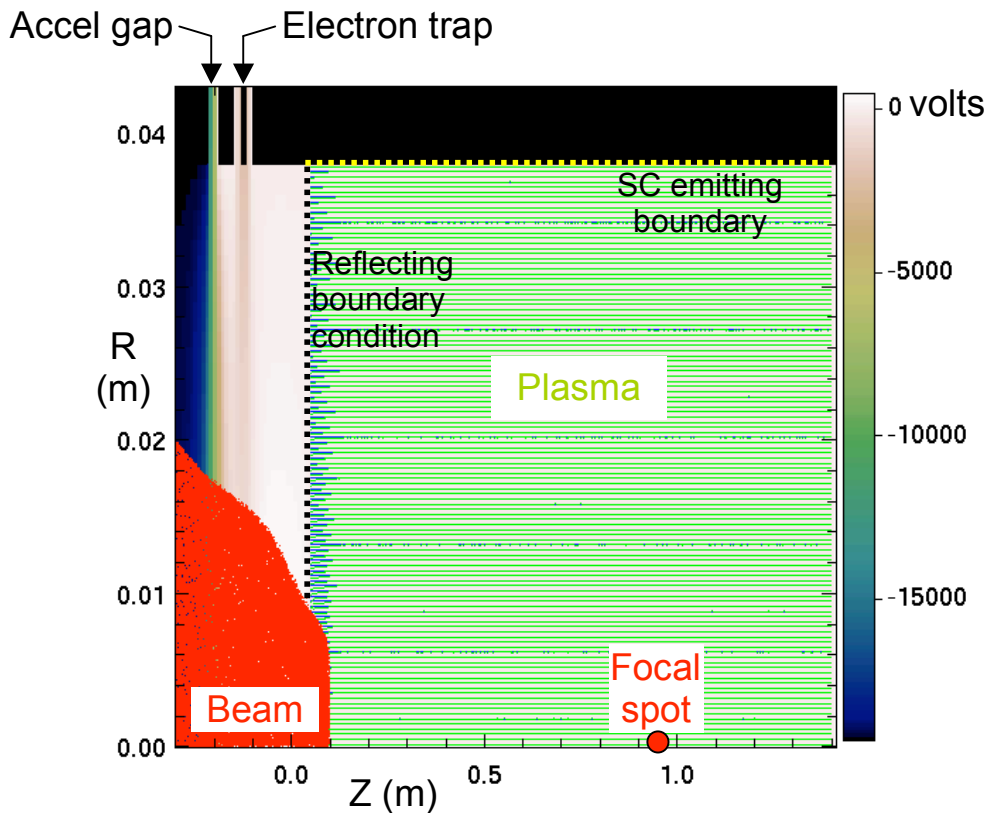 Accel gap
Electron trap
0 volts
0.04
SC emitting
boundary
Reflecting
boundary
condition
-5000
0.03
R
(m)
Plasma
-10000
0.02
0.01
-15000
Focal
spot
Beam
0.00
0.0
0.5
1.0
Z (m)